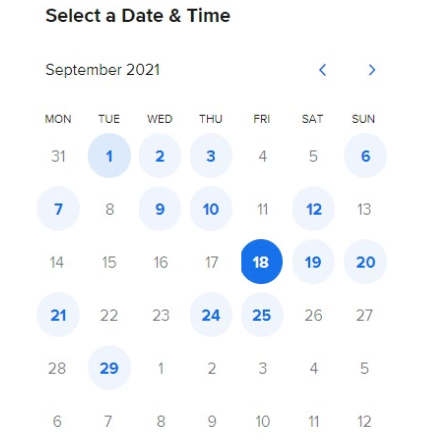 Select a Date & Time
September 2021
MON TUE WED THU FRI SAT SUN
31 1 2 3 4 5 6
7 8 9 10 11 12 13
14 15 16 17 18 19 20
21 22 23 24 25 26 27
28 29 1 2 3 4 5
6 7 8 9 10 11 12